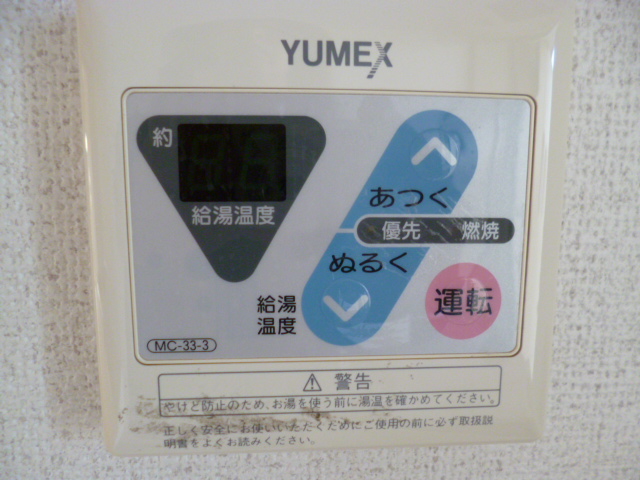 YUMEX
約
給湯温度
あつく
優先 燃焼
ぬるく
給湯
温度
運転
MC-33-3
⚠ 警告
やけど防止のため、お湯を使う前に湯温を確かめてください。
正しく安全にお使いいただくためにご使用の前に必ず取扱説
明書をよくお読みください。